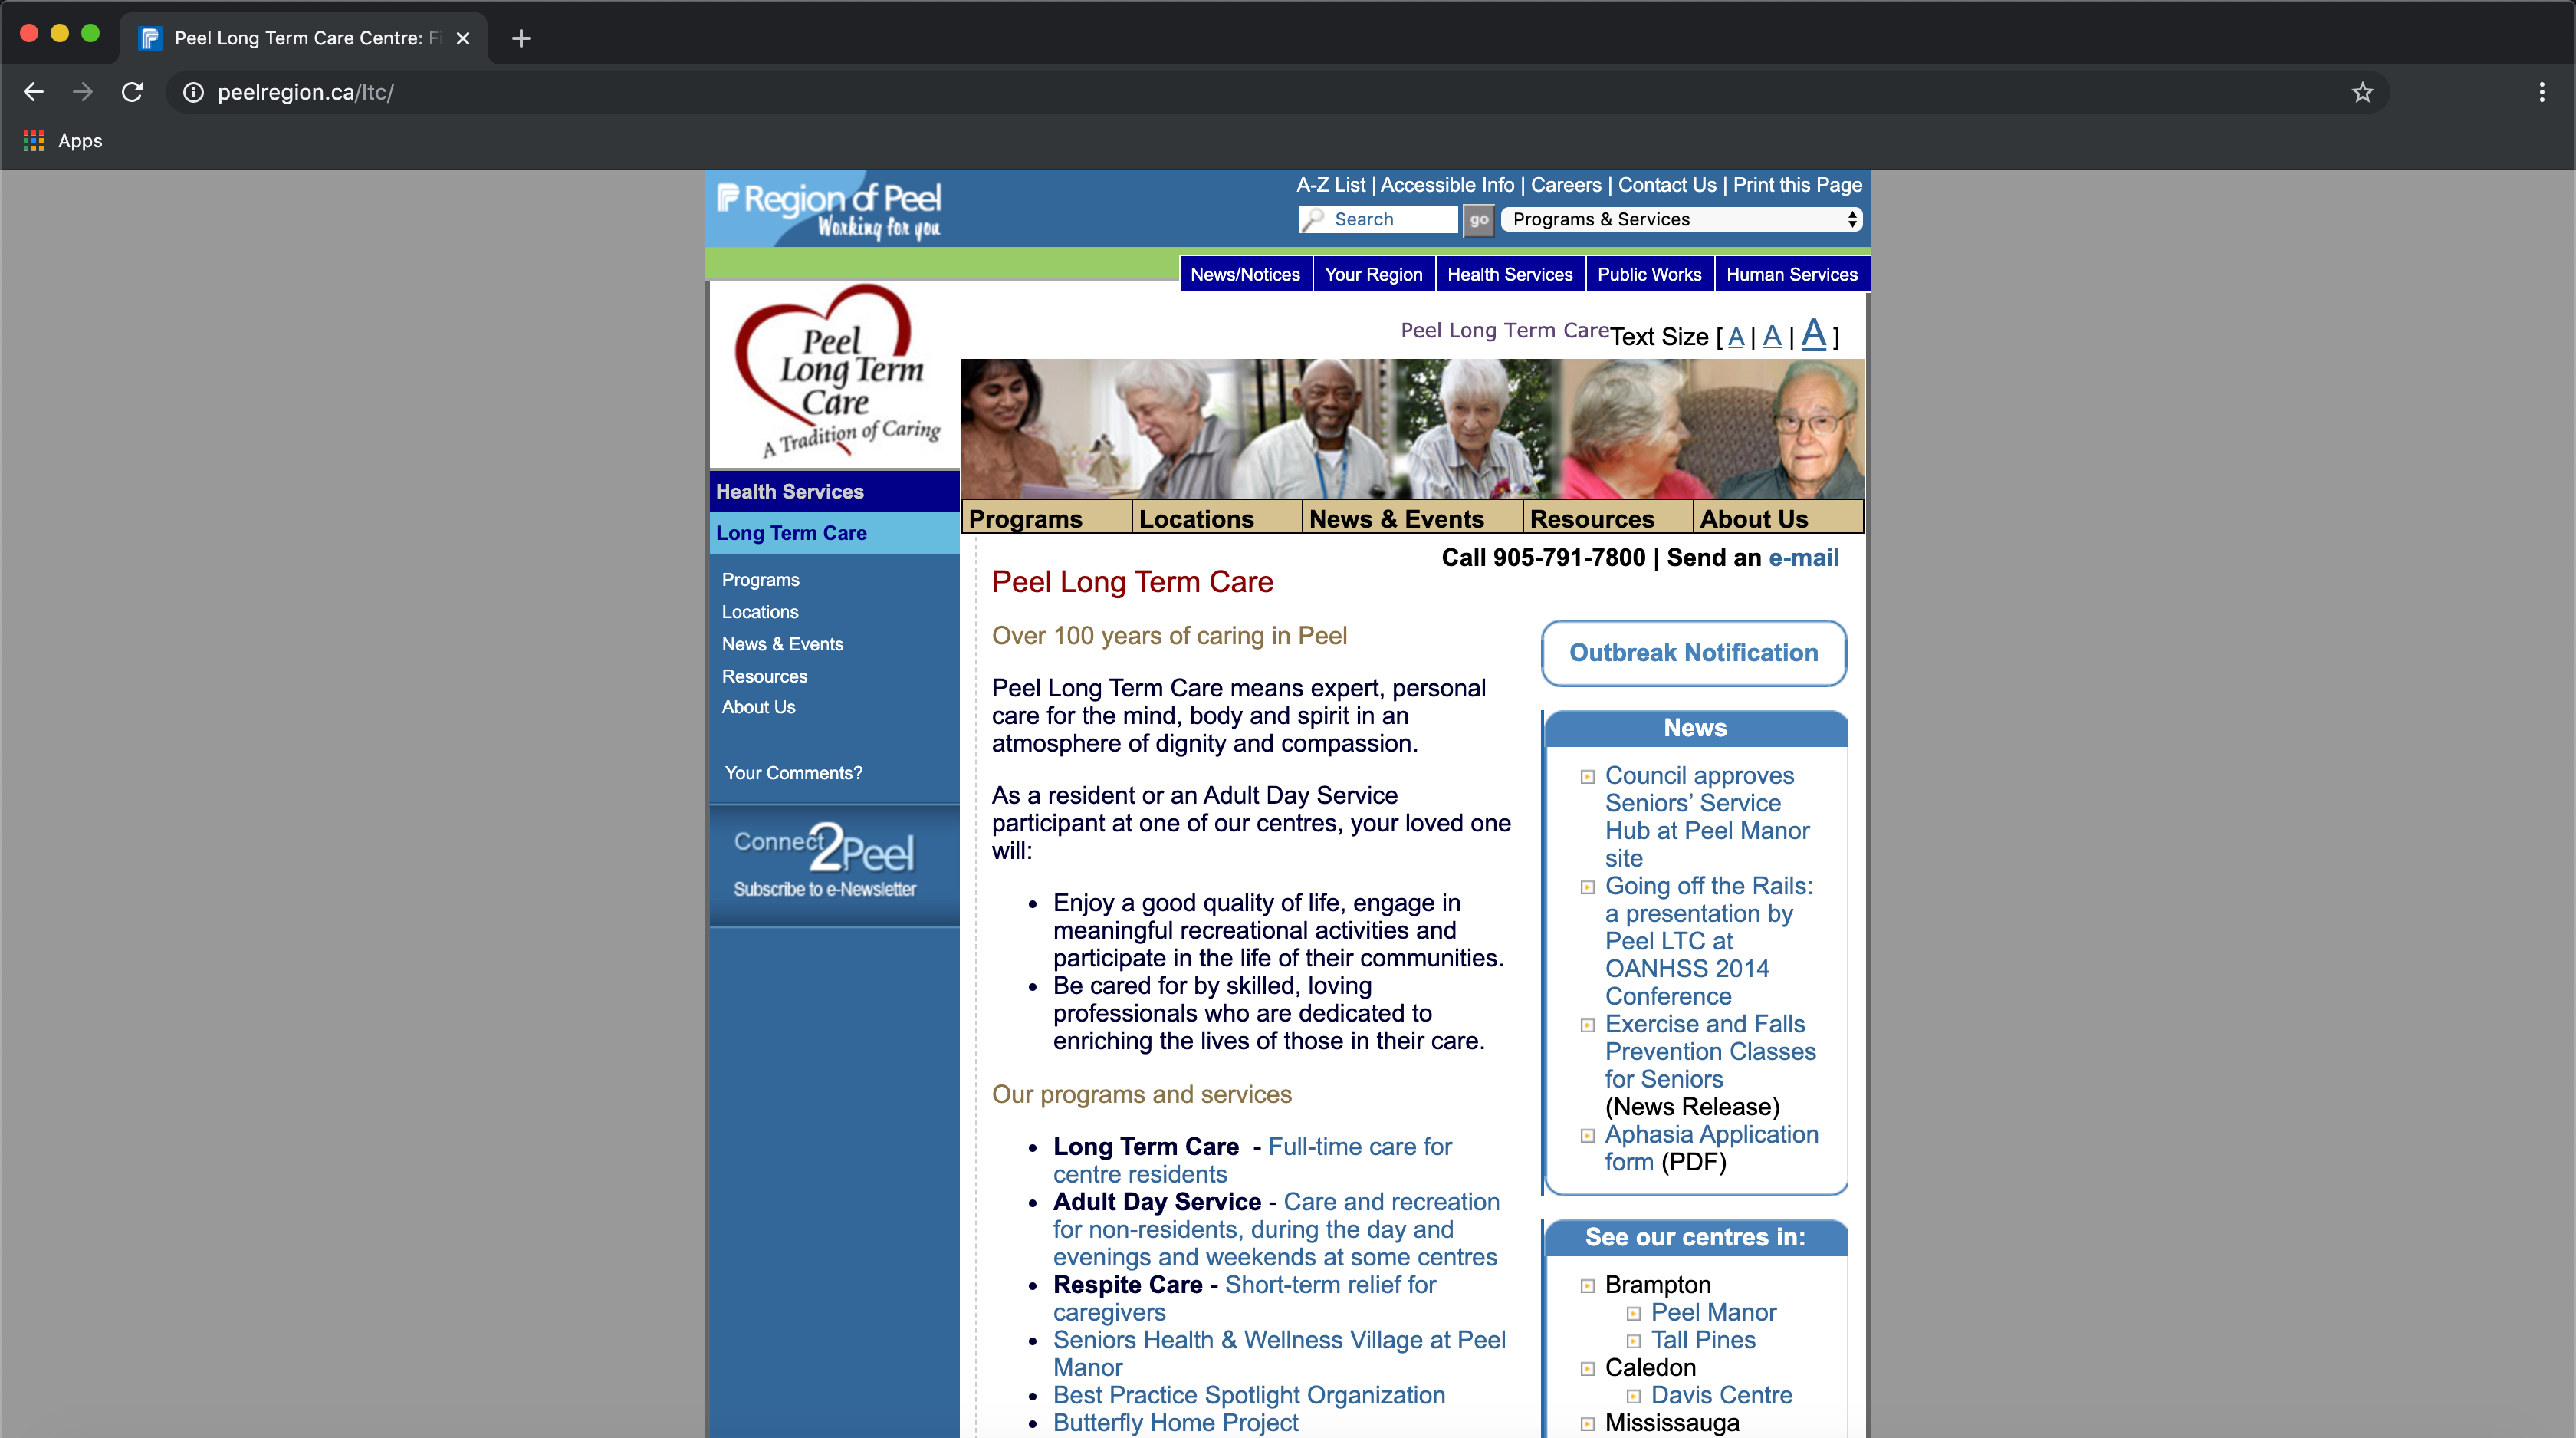 Peel Long Term Care Centre: Fi
peelregion.ca/ltc/
Apps
Region of Peel
Working for you
A-Z List | Accessible Info | Careers | Contact Us | Print this Page
Search go Programs & Services
News/Notices Your Region Health Services Public Works Human Services
Peel
Long Term
Care
A Tradition of Caring
Peel Long Term Care Text Size [ A | A | A ]
Health Services
Long Term Care
Programs
Locations
News & Events
Resources
About Us
Your Comments?
Connect2Peel
Subscribe to e-Newsletter
Programs Locations News & Events Resources About Us
Call 905-791-7800 | Send an e-mail
Peel Long Term Care
Over 100 years of caring in Peel
Peel Long Term Care means expert, personal
care for the mind, body and spirit in an
atmosphere of dignity and compassion.
As a resident or an Adult Day Service
participant at one of our centres, your loved one
will:
Enjoy a good quality of life, engage in
meaningful recreational activities and
participate in the life of their communities.
Be cared for by skilled, loving
professionals who are dedicated to
enriching the lives of those in their care.
Our programs and services
Long Term Care - Full-time care for
centre residents
Adult Day Service - Care and recreation
for non-residents, during the day and
evenings and weekends at some centres
Respite Care - Short-term relief for
caregivers
Seniors Health & Wellness Village at Peel
Manor
Best Practice Spotlight Organization
Butterfly Home Project
Outbreak Notification
News
Council approves
Seniors’ Service
Hub at Peel Manor
site
Going off the Rails:
a presentation by
Peel LTC at
OANHSS 2014
Conference
Exercise and Falls
Prevention Classes
for Seniors
(News Release)
Aphasia Application
form (PDF)
See our centres in:
Brampton
Peel Manor
Tall Pines
Caledon
Davis Centre
Mississauga